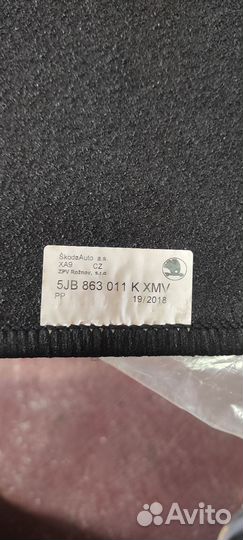 ŠkodaAuto a.s.
XA9 CZ
ZPV Rožnov, s.r.o
5JB 863 011 K XMV
PP 19/2018
Avito